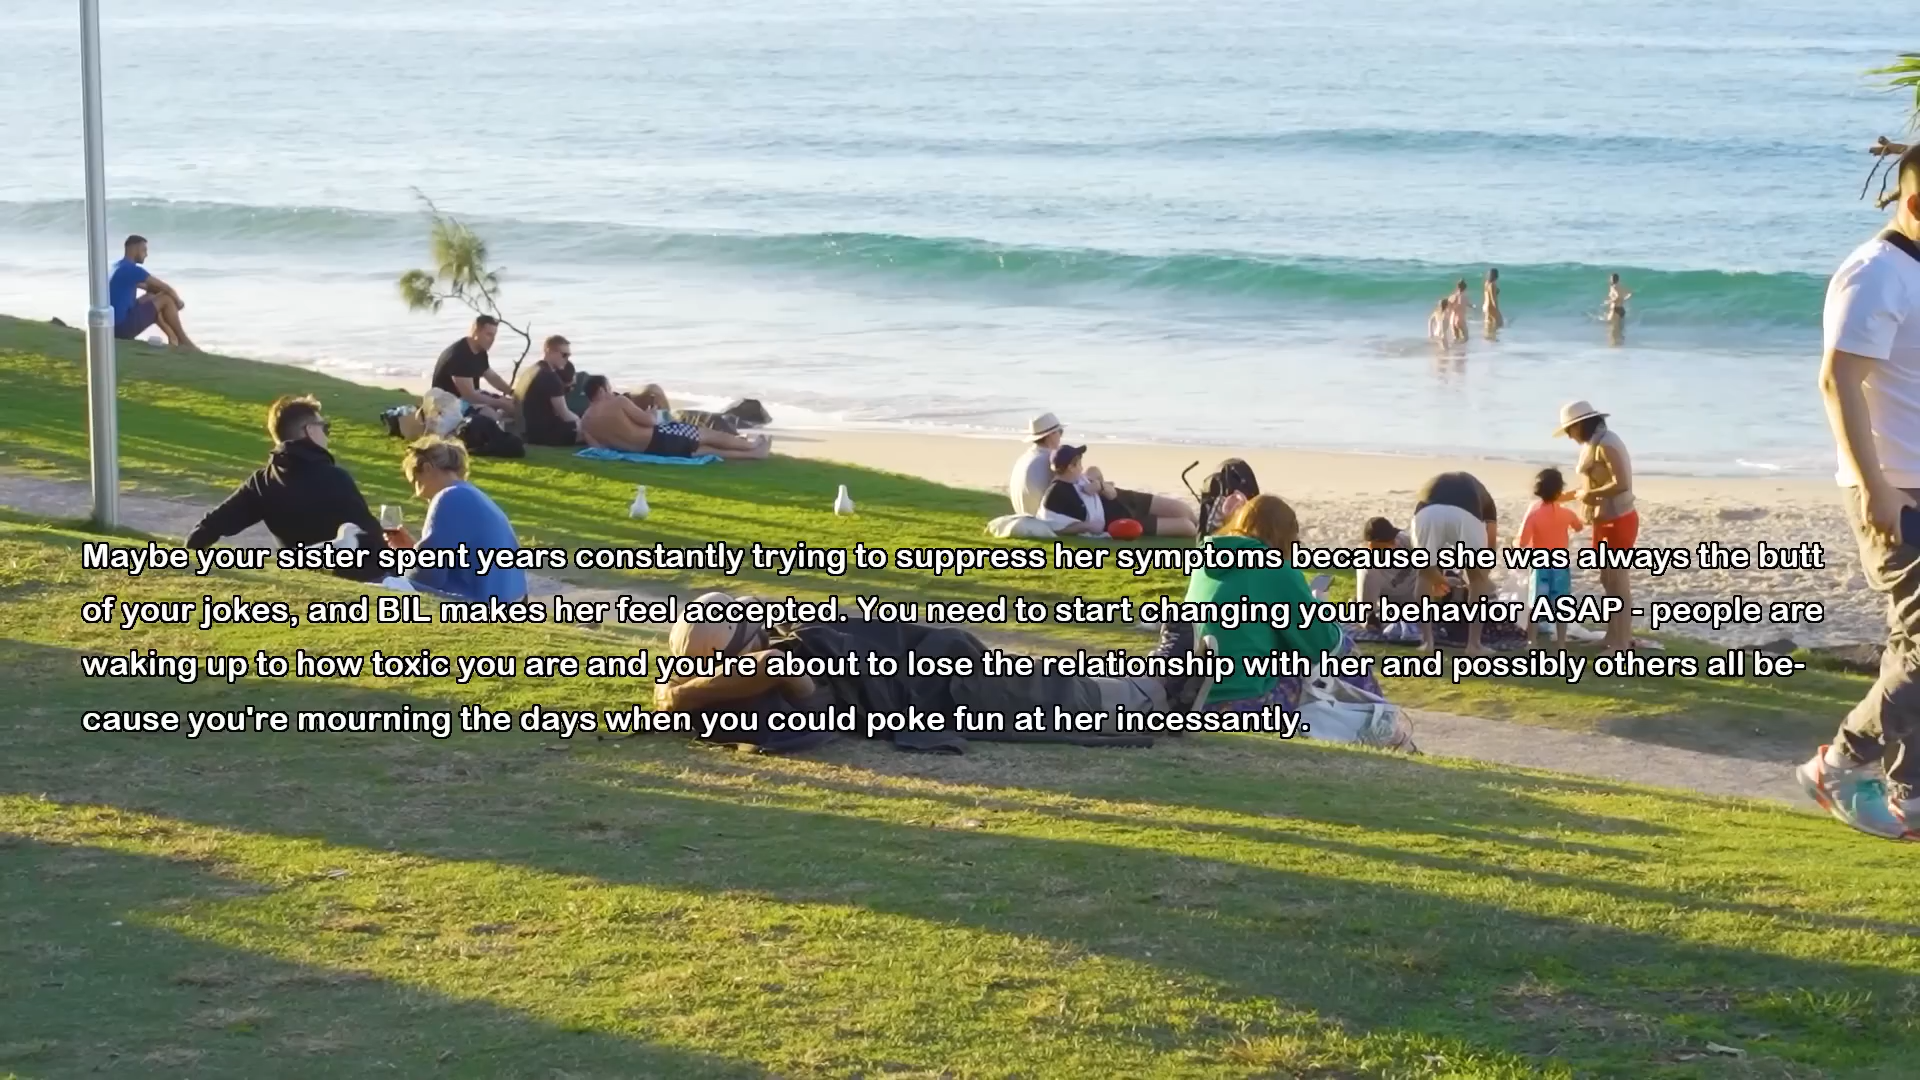 Maybe your sister spent years constantly trying to suppress her symptoms because she was always the butt
of your jokes, and BIL makes her feel accepted. You need to start changing your behavior ASAP - people are
waking up to how toxic you are and you're about to lose the relationship with her and possibly others all be-
cause you're mourning the days when you could poke fun at her incessantly.